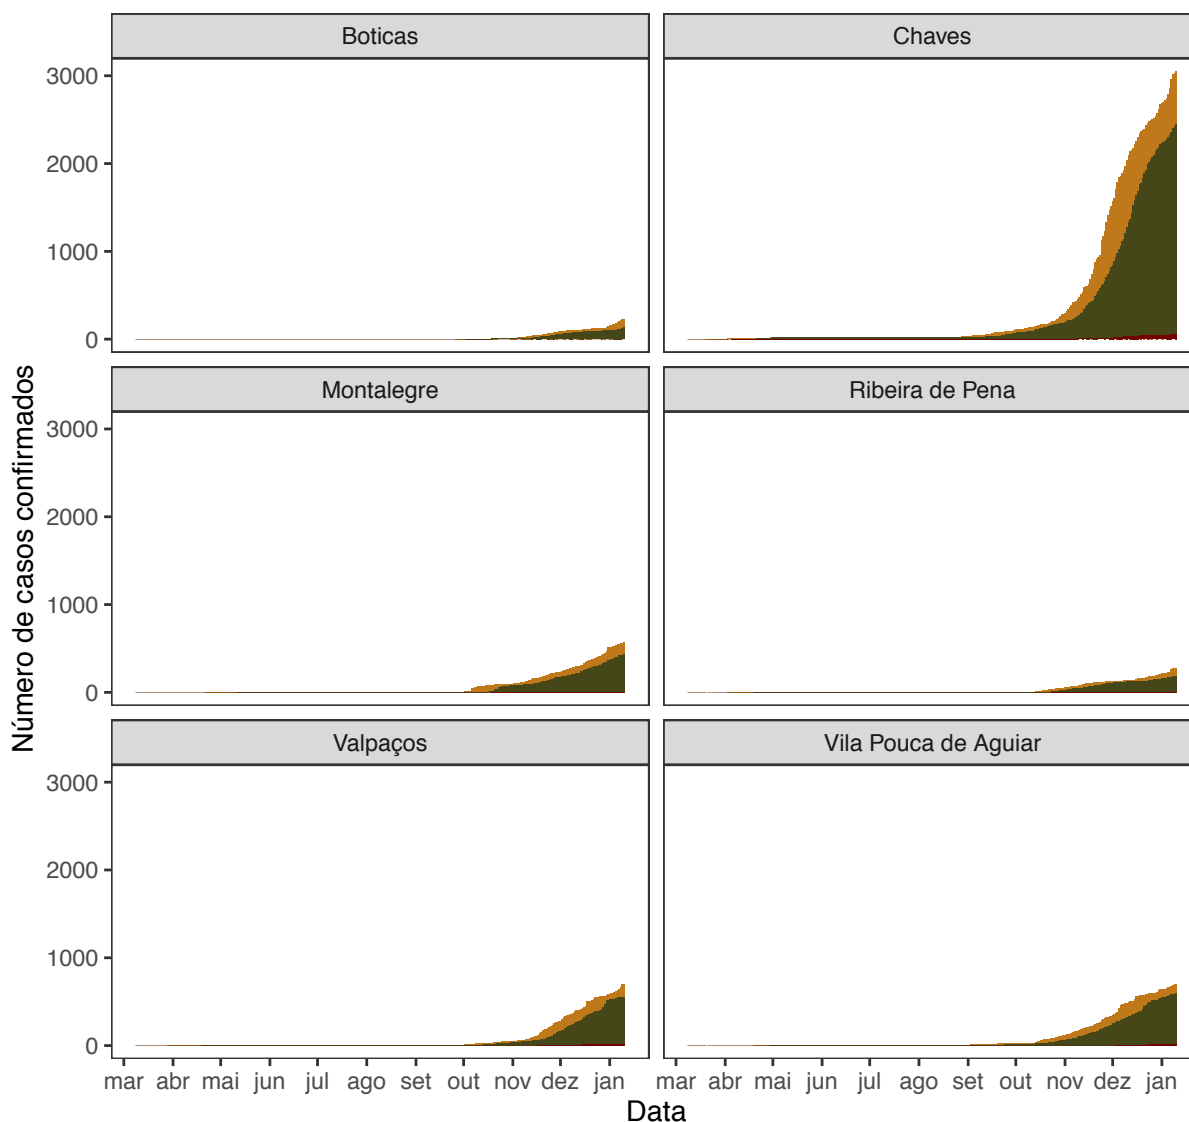 Boticas
Chaves
3000
2000
1000
0
Montalegre
Ribeira de Pena
3000
2000
1000
0
Valpaços
Vila Pouca de Aguiar
3000
2000
1000
0
mar abr mai jun jul ago set out nov dez jan
mar abr mai jun jul ago set out nov dez jan
Data
Número de casos confirmados